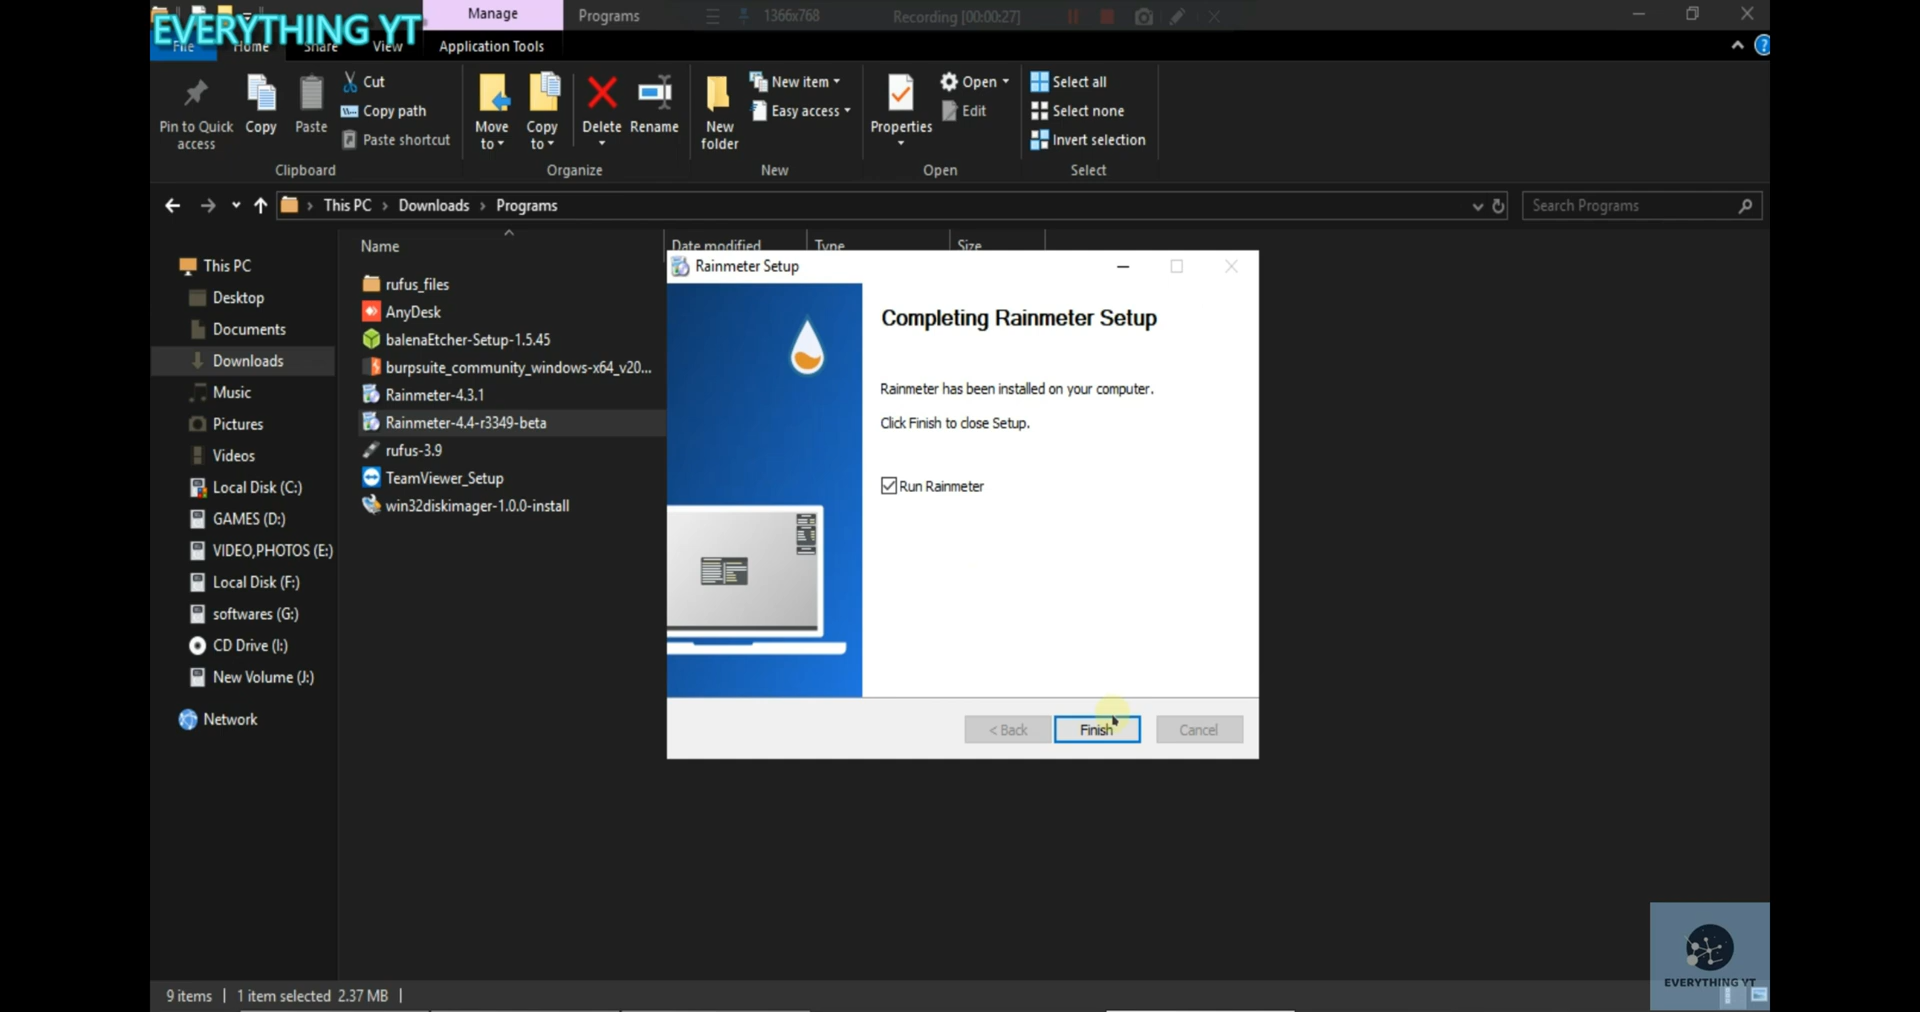 EVERYTHING YT
Manage
Programs
1366x768
Recording [00:00:27]
File
Home
Share
View
Application Tools
Pin to Quick access
Copy
Paste
Cut
Copy path
Paste shortcut
Clipboard
Move to
Copy to
Delete
Rename
Organize
New folder
New item
Easy access
New
Properties
Open
Edit
Open
Select all
Select none
Invert selection
Select
This PC > Downloads > Programs
Search Programs
Name
Date modified
Type
Size
This PC
Desktop
Documents
Downloads
Music
Pictures
Videos
Local Disk (C:)
GAMES (D:)
VIDEO,PHOTOS (E:)
Local Disk (F:)
softwares (G:)
CD Drive (I:)
New Volume (J:)
Network
rufus_files
AnyDesk
balenaEtcher-Setup-1.5.45
burpsuite_community_windows-x64_v20...
Rainmeter-4.3.1
Rainmeter-4.4-r3349-beta
rufus-3.9
TeamViewer_Setup
win32diskimager-1.0.0-install
Rainmeter Setup
Completing Rainmeter Setup
Rainmeter has been installed on your computer.
Click Finish to close Setup.
Run Rainmeter
< Back
Finish
Cancel
9 items
1 item selected 2.37 MB
EVERYTHING YT